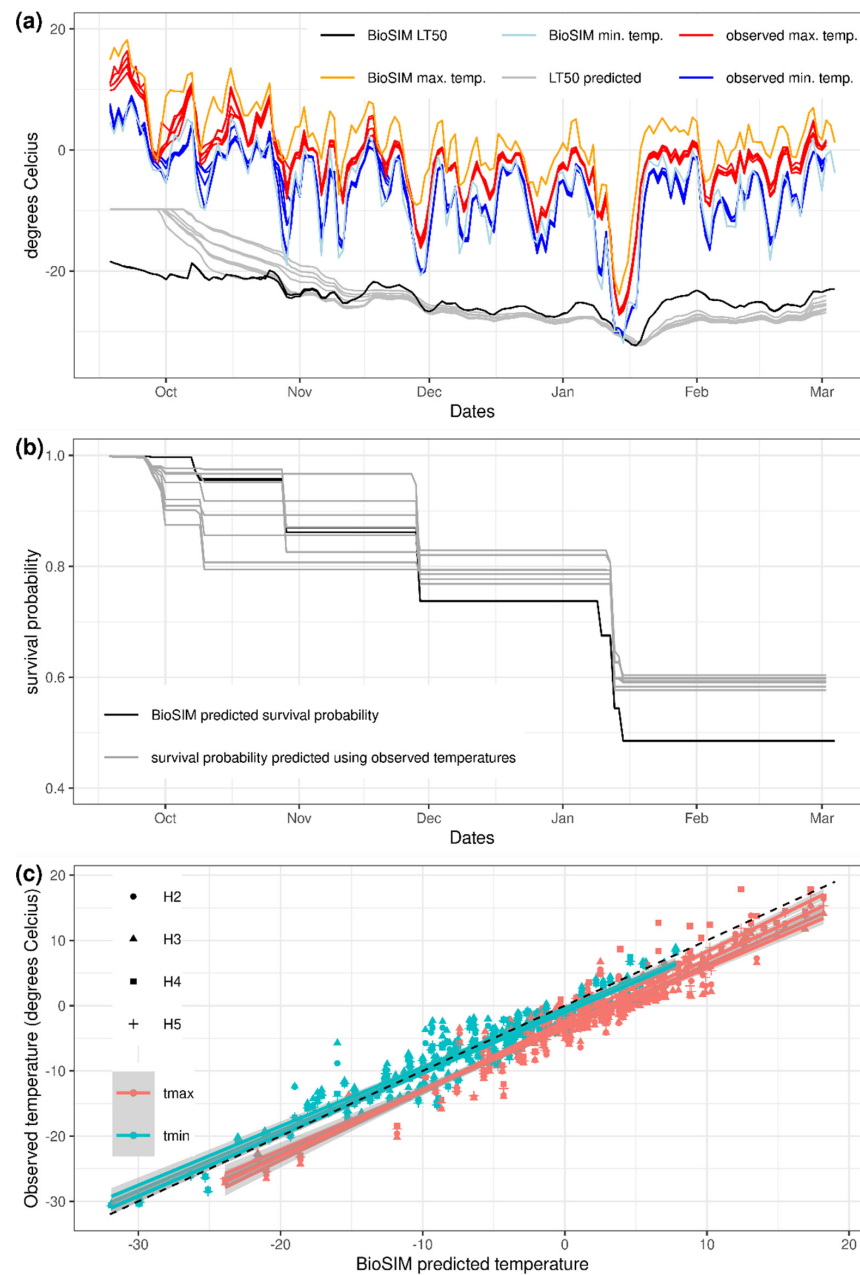 (a)
20
0
-20
degrees Celcius
BioSIM LT50
BioSIM min. temp.
observed max. temp.
BioSIM max. temp.
LT50 predicted
observed min. temp.
Oct
Nov
Dec
Jan
Feb
Mar
Dates
(b)
1.0
0.8
0.6
0.4
survival probability
BioSIM predicted survival probability
survival probability predicted using observed temperatures
Oct
Nov
Dec
Jan
Feb
Mar
Dates
(c)
20
10
0
-10
-20
-30
Observed temperature (degrees Celcius)
H2
H3
H4
H5
tmax
tmin
-30
-20
-10
0
10
20
BioSIM predicted temperature